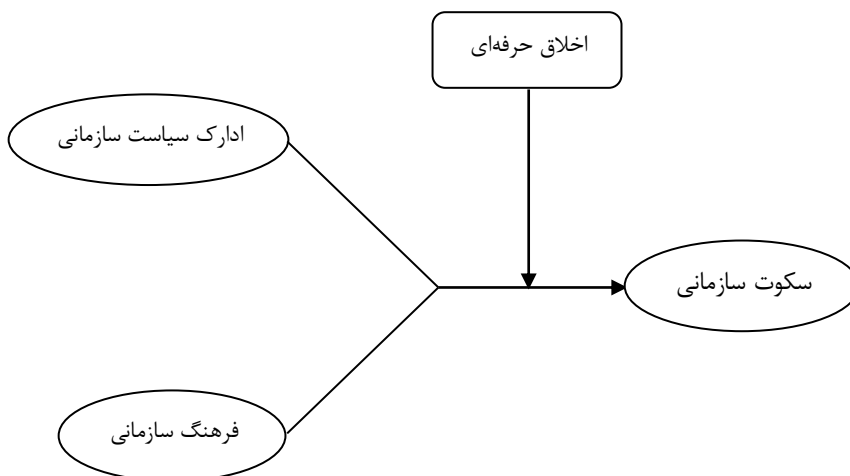 اخلاق حرفه‌ای
ادارک سیاست سازمانی
سکوت سازمانی
فرهنگ سازمانی